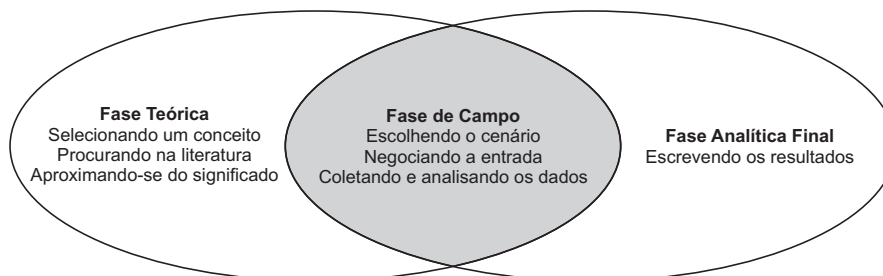 Fase Teórica
Selecionando um conceito
Procurando na literatura
Aproximando-se do significado
Fase de Campo
Escolhendo o cenário
Negociando a entrada
Coletando e analisando os dados
Fase Analítica Final
Escrevendo os resultados